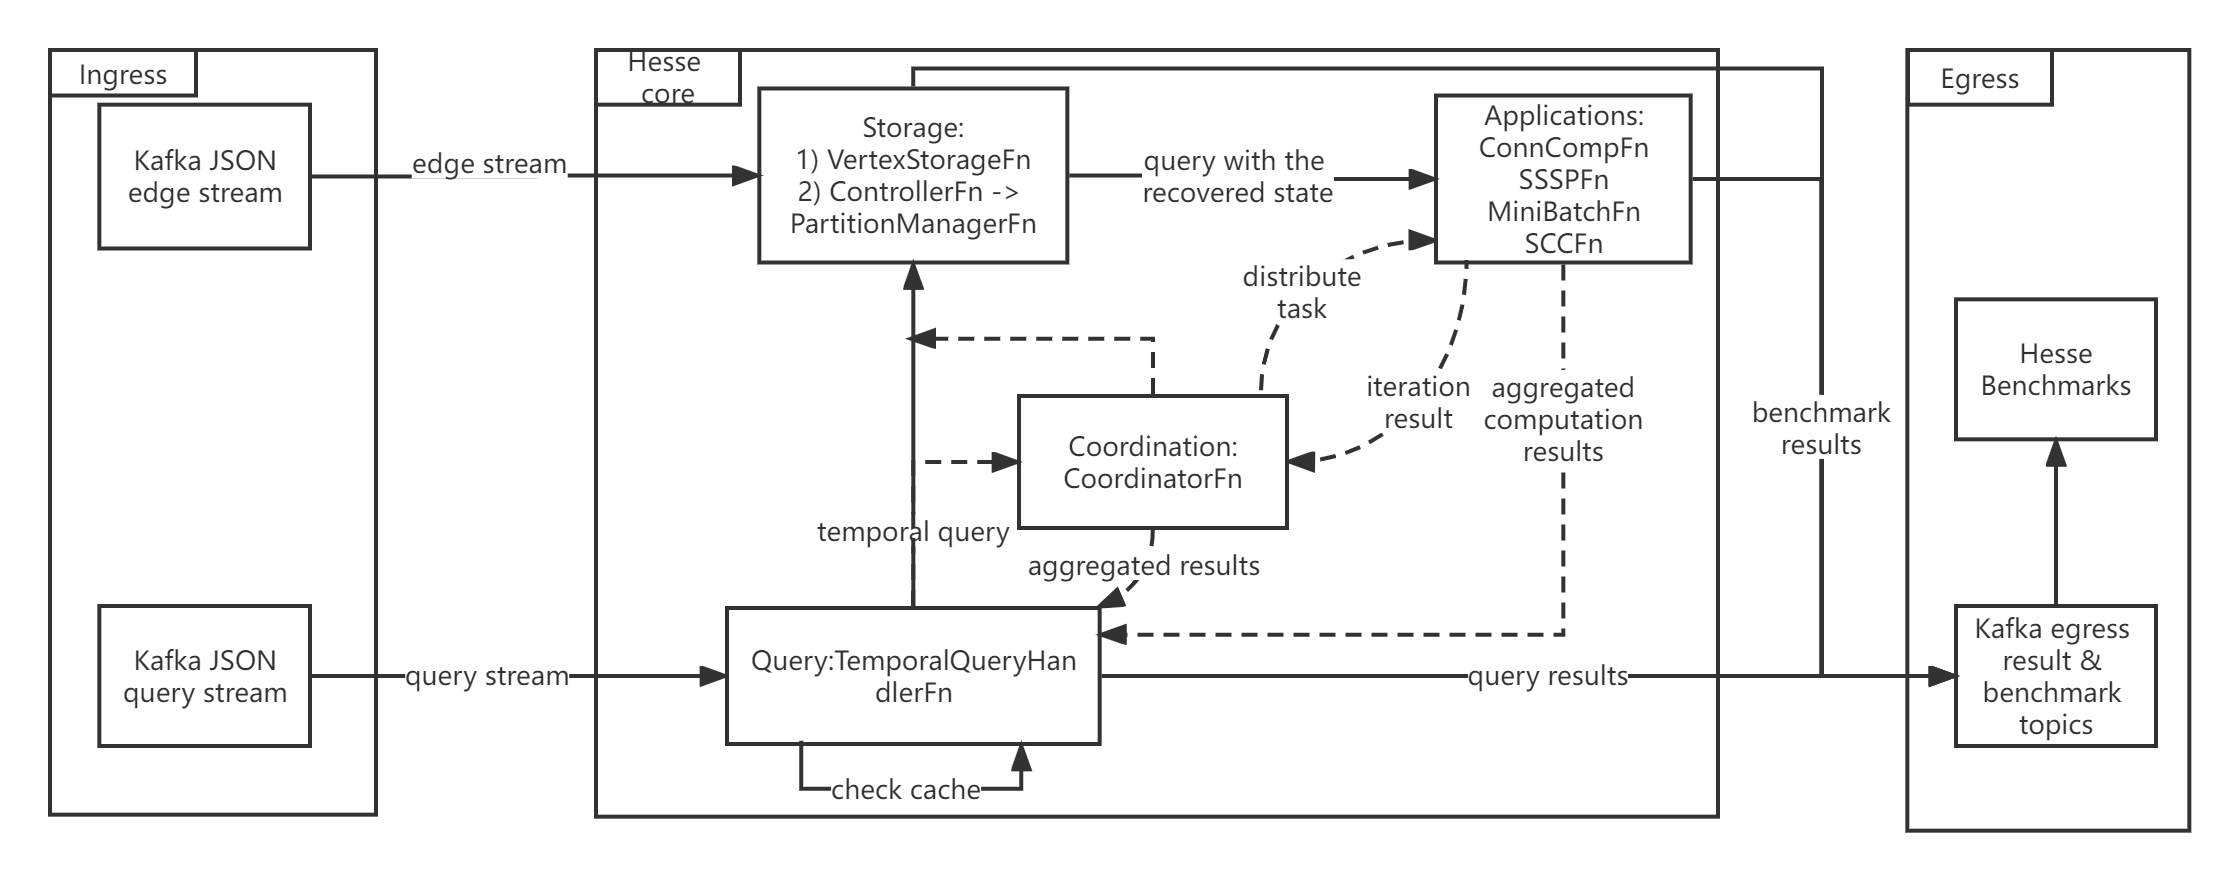 Ingress
Kafka JSON
edge stream
Kafka JSON
query stream
edge stream
query stream
Hesse
core
Storage:
1) VertexStorageFn
2) ControllerFn ->
PartitionManagerFn
query with the
recovered state
Applications:
ConnCompFn
SSSPFn
MiniBatchFn
SCCFn
distribute
task
iteration
result
aggregated
computation
results
Coordination:
CoordinatorFn
temporal query
aggregated results
Query:TemporalQueryHan
dlerFn
check cache
query results
benchmark
results
Egress
Hesse
Benchmarks
Kafka egress
result &
benchmark
topics